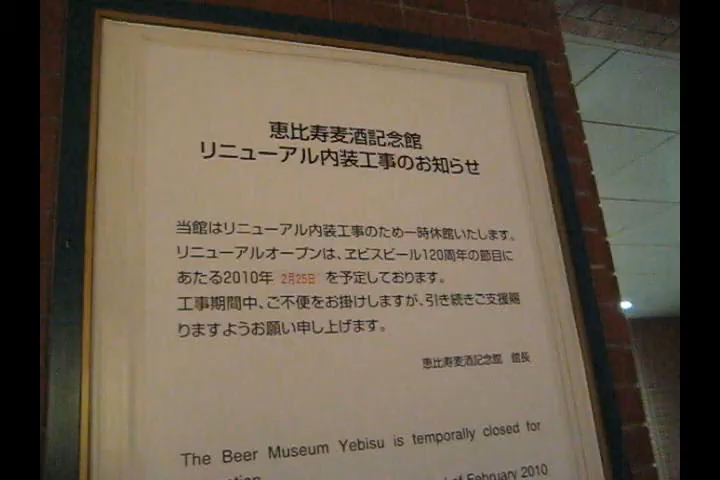 恵比寿麦酒記念館
リニューアル内装工事のお知らせ
当館はリニューアル内装工事のため一時休館いたします。
リニューアルオープンは、ヱビスビール120周年の節目に
あたる2010年 2月25日 を予定しております。
工事期間中、ご不便をお掛けしますが、引き続きご支援賜
りますようお願い申し上げます。
恵比寿麦酒記念館 館長
The Beer Museum Yebisu is temporally closed for
of February 2010